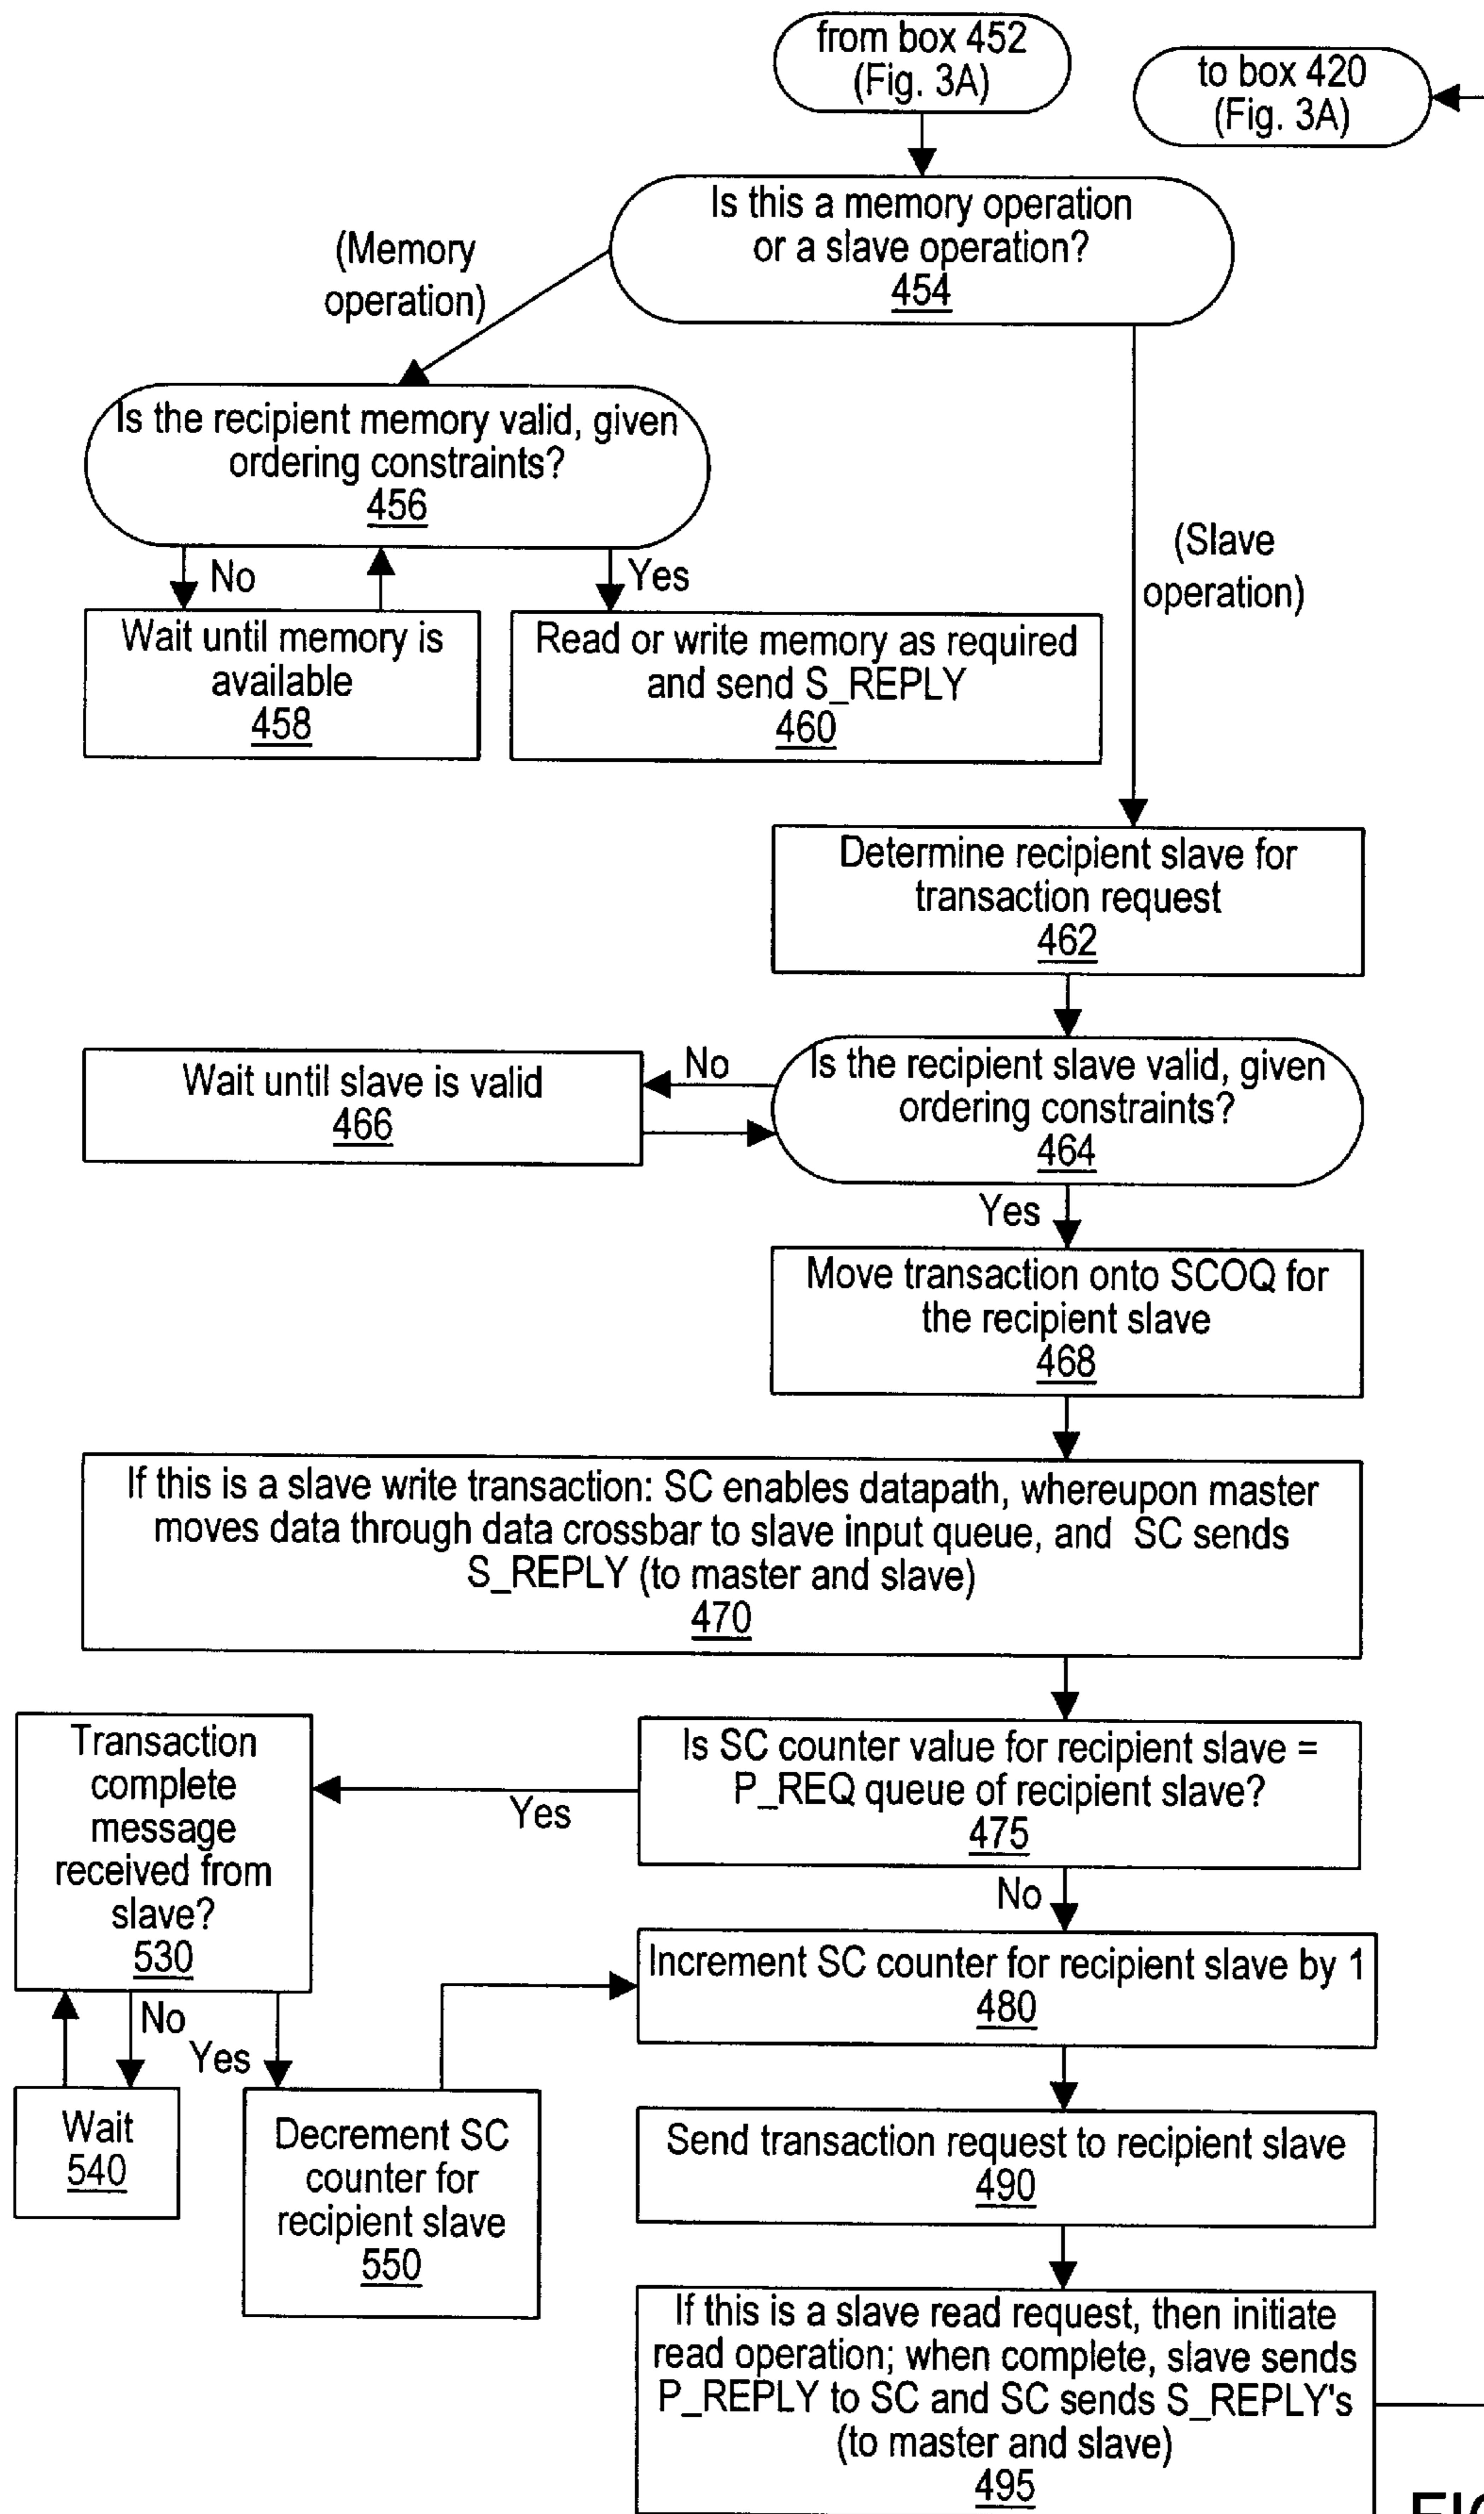 from box 452
(Fig. 3A)
to box 420
(Fig. 3A)
Is this a memory operation
or a slave operation?
454
(Memory
operation)
Is the recipient memory valid, given
ordering constraints?
456
(Slave
operation)
No
Yes
Wait until memory is
available
458
Read or write memory as required
and send S_REPLY
460
Determine recipient slave for
transaction request
462
Wait until slave is valid
466
No
Is the recipient slave valid, given
ordering constraints?
464
Yes
Move transaction onto SCOQ for
the recipient slave
468
If this is a slave write transaction: SC enables datapath, whereupon master
moves data through data crossbar to slave input queue, and SC sends
S_REPLY (to master and slave)
470
Transaction
complete
message
received from
slave?
530
Yes
Is SC counter value for recipient slave =
P_REQ queue of recipient slave?
475
No
Increment SC counter for recipient slave by 1
480
No
Yes
Wait
540
Decrement SC
counter for
recipient slave
550
Send transaction request to recipient slave
490
If this is a slave read request, then initiate
read operation; when complete, slave sends
P_REPLY to SC and SC sends S_REPLY's
(to master and slave)
495